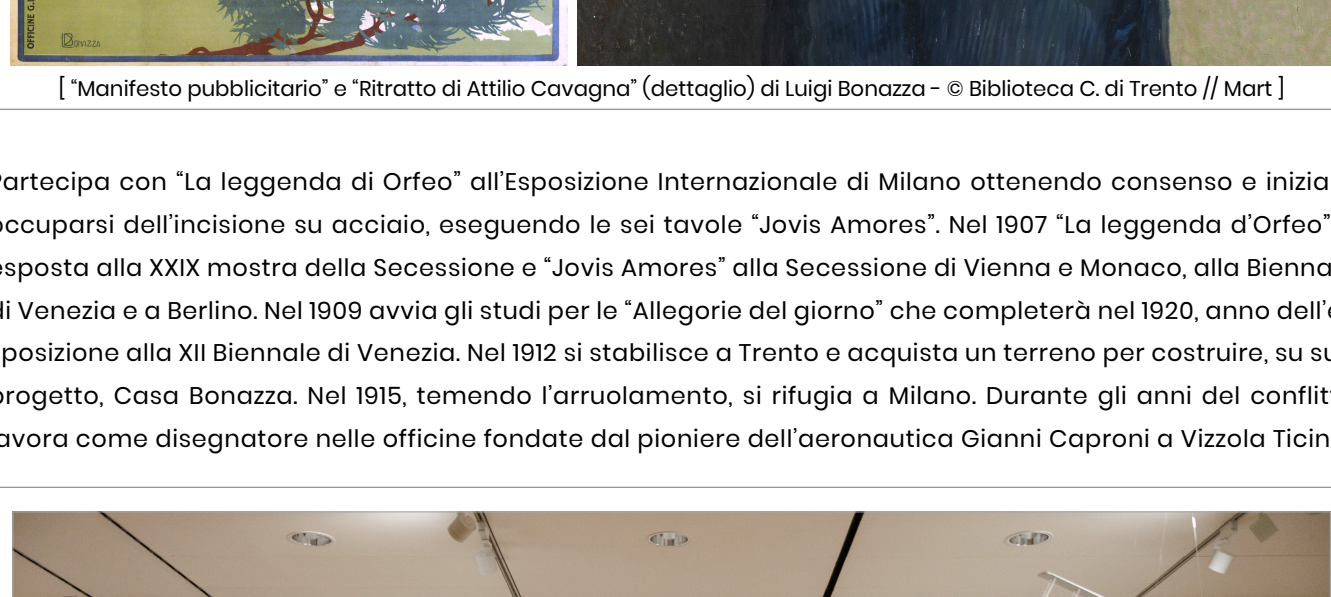 OFFICINE G.
BONAZZA
[ “Manifesto pubblicitario” e “Ritratto di Attilio Cavagna” (dettaglio) di Luigi Bonazza - © Biblioteca C. di Trento // Mart ]
Partecipa con “La leggenda di Orfeo” all’Esposizione Internazionale di Milano ottenendo consenso e inizia
occuparsi dell’incisione su acciaio, eseguendo le sei tavole “Jovis Amores”. Nel 1907 “La leggenda d’Orfeo”
esposta alla XXIX mostra della Secessione e “Jovis Amores” alla Secessione di Vienna e Monaco, alla Bienna
di Venezia e a Berlino. Nel 1909 avvia gli studi per le “Allegorie del giorno” che completerà nel 1920, anno dell’e
sposizione alla XII Biennale di Venezia. Nel 1912 si stabilisce a Trento e acquista un terreno per costruire, su su
progetto, Casa Bonazza. Nel 1915, temendo l’arruolamento, si rifugia a Milano. Durante gli anni del conflitt
lavora come disegnatore nelle officine fondate dal pioniere dell’aeronautica Gianni Caproni a Vizzola Ticin